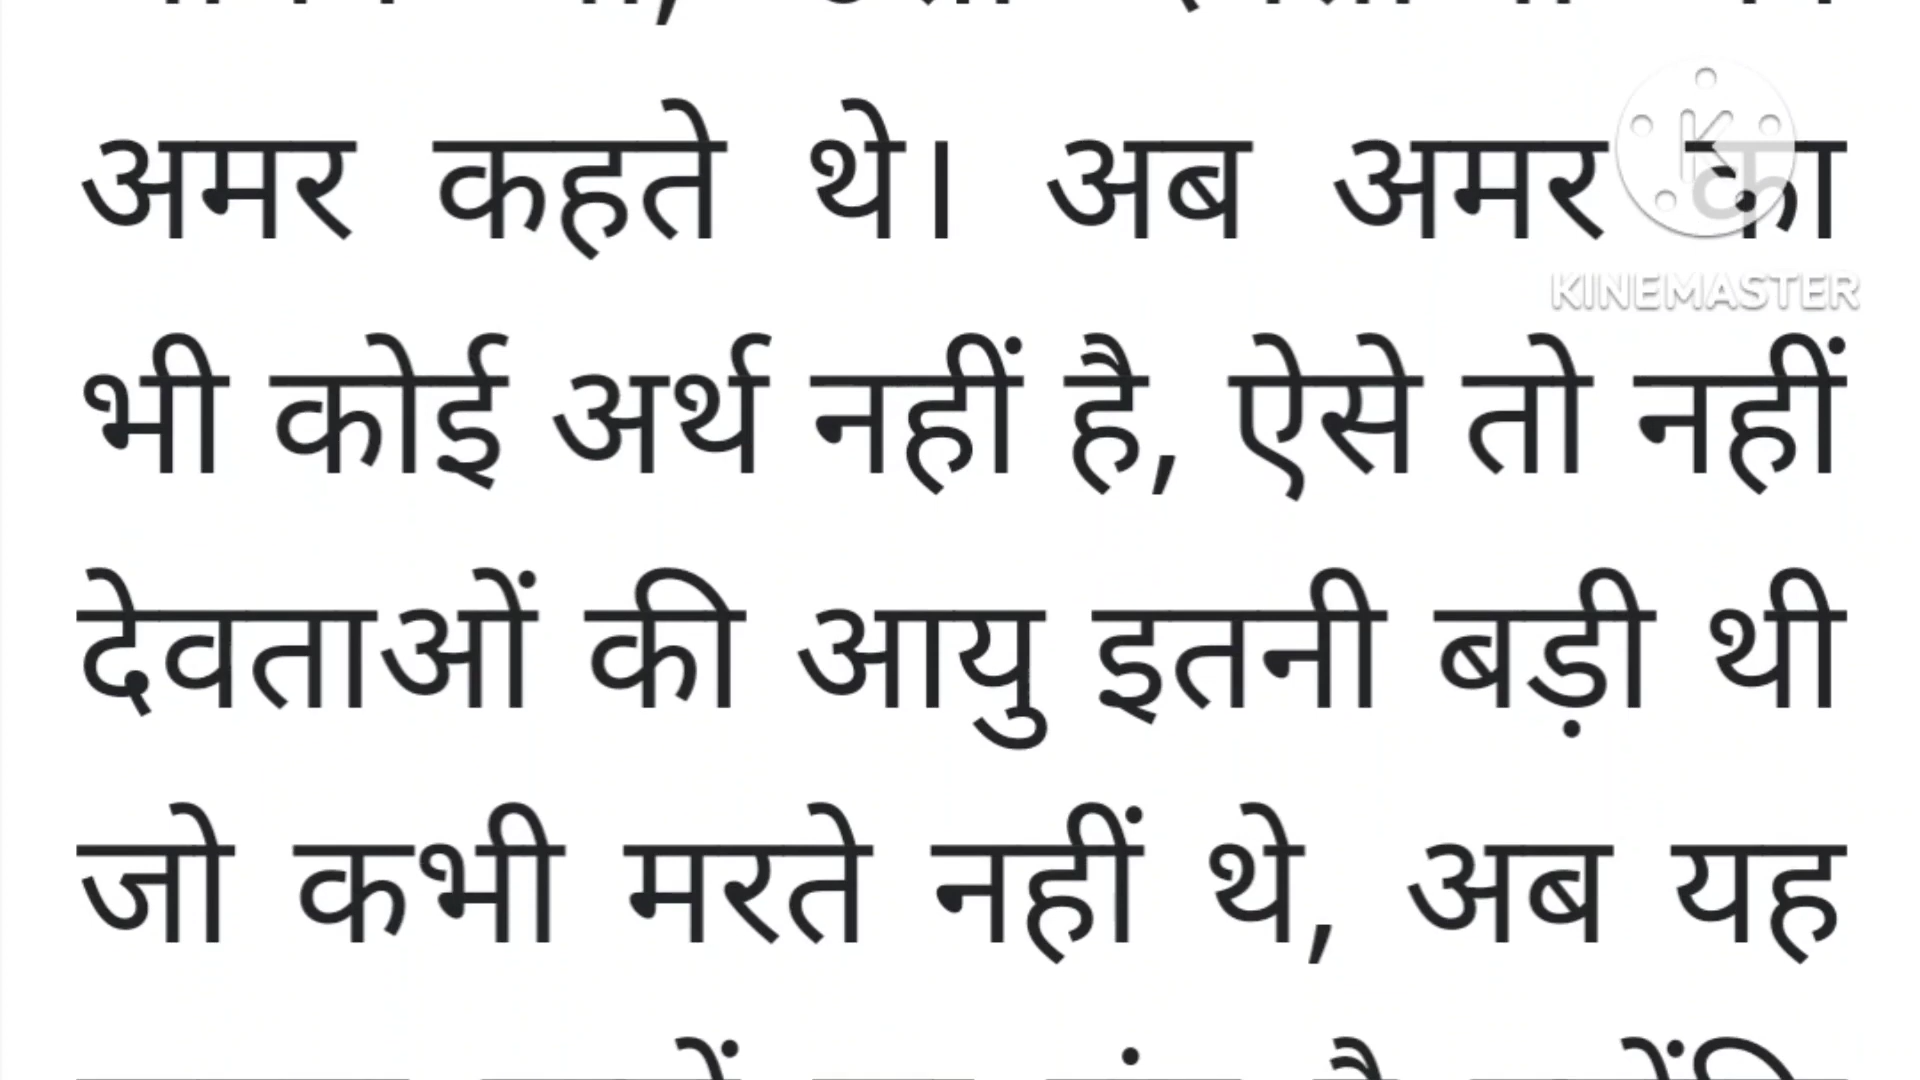 अमर कहते थे। अब अमर का
KINEMASTER
भी कोई अर्थ नहीं है, ऐसे तो नहीं
देवताओं की आयु इतनी बड़ी थी
जो कभी मरते नहीं थे, अब यह